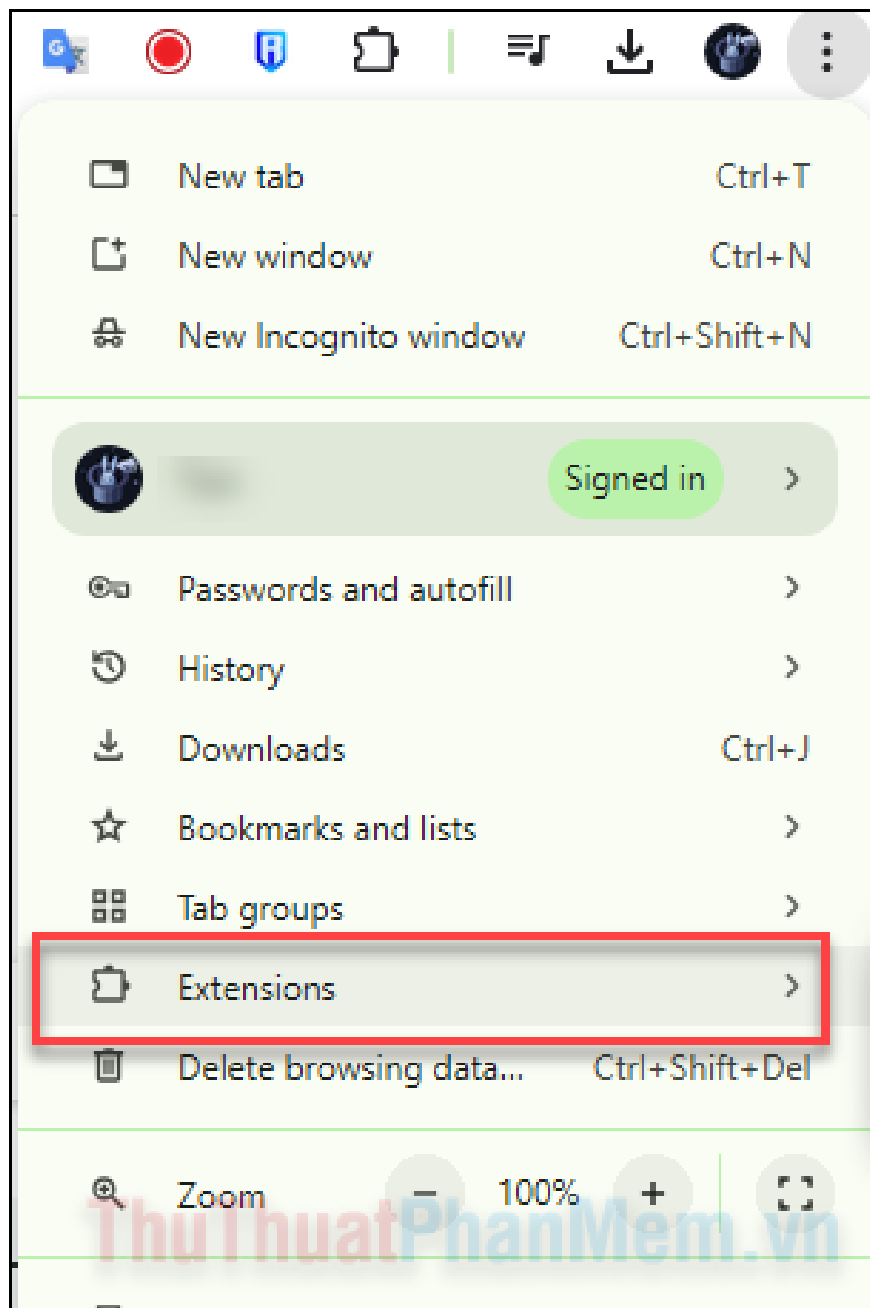 New tab Ctrl+T
New window Ctrl+N
New Incognito window Ctrl+Shift+N
Signed in
Passwords and autofill
History
Downloads Ctrl+J
Bookmarks and lists
Tab groups
Extensions
Delete browsing data... Ctrl+Shift+Del
Zoom − 100% +
ThuThuatPhanMem.vn